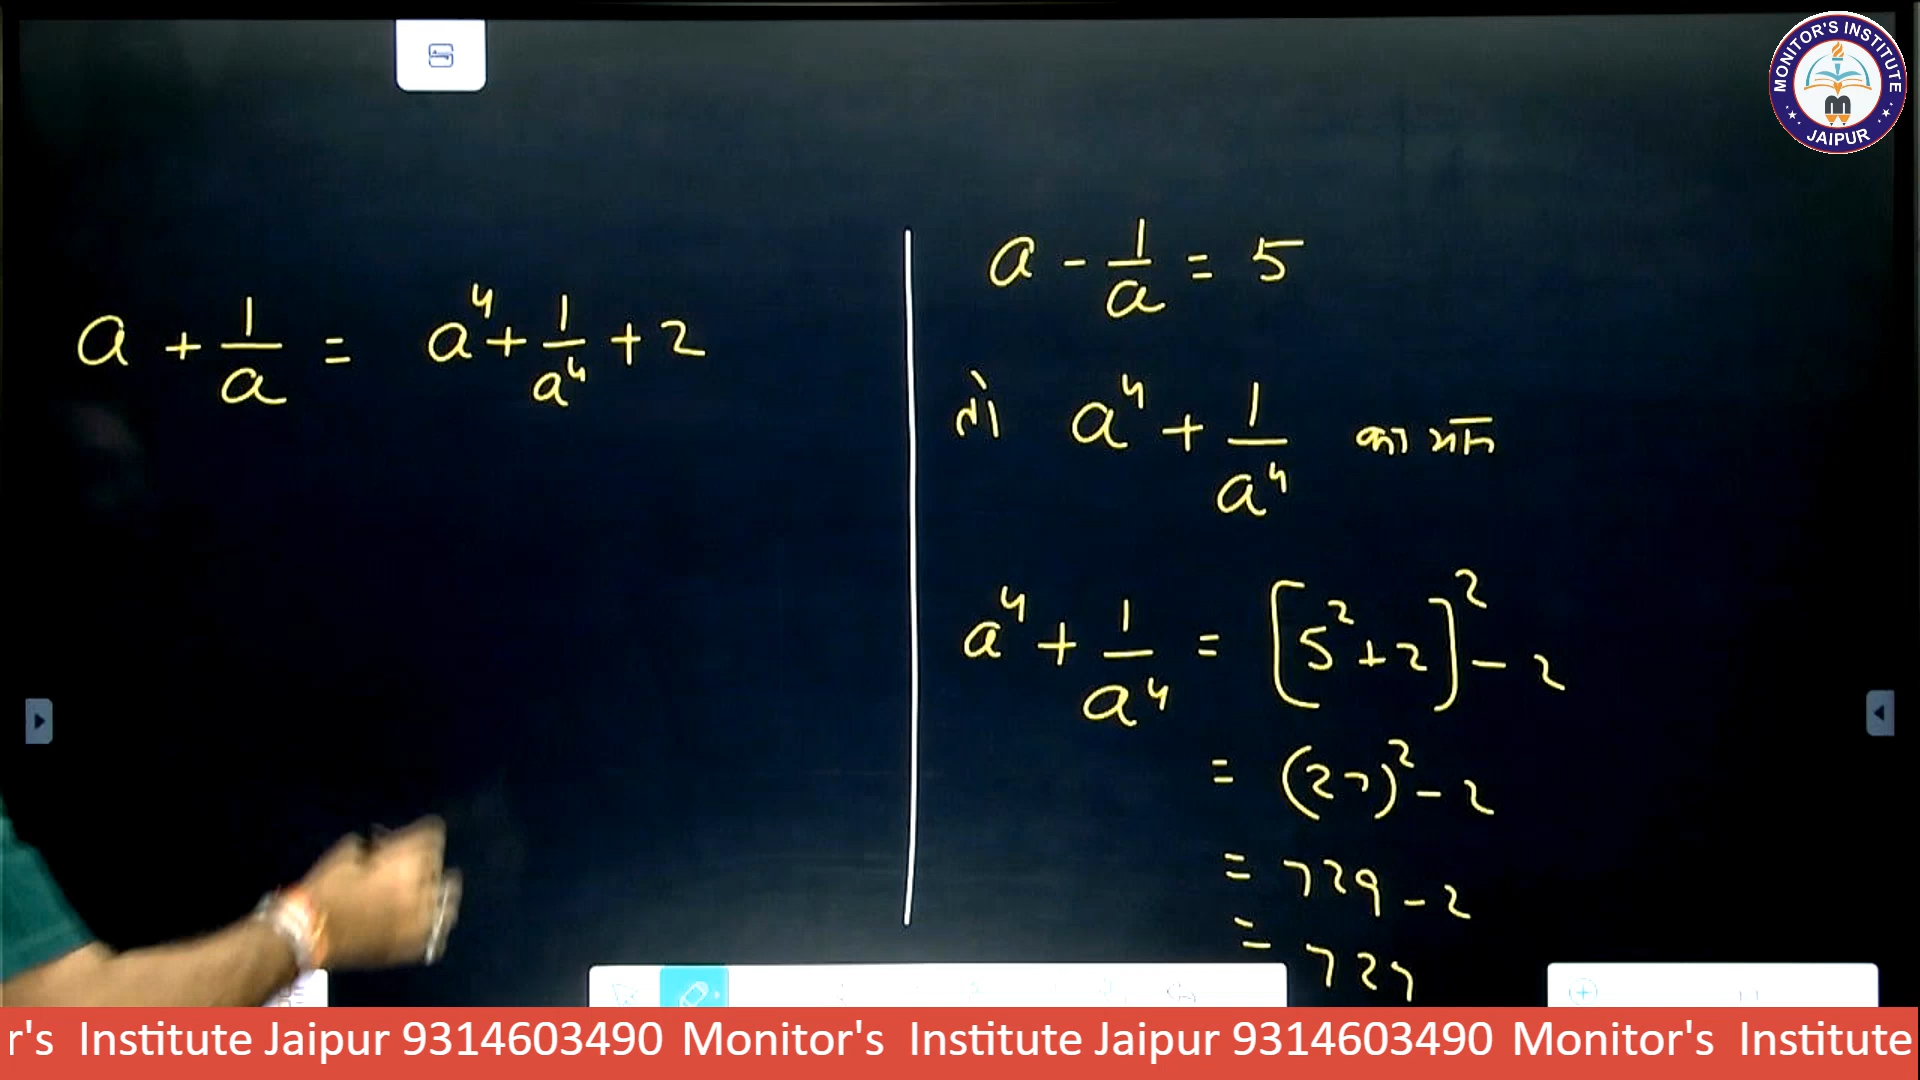 MONITOR'S INSTITUTE
JAIPUR
a + 1/a = a⁴ + 1/a⁴ + 2
a - 1/a = 5
तो a⁴ + 1/a⁴ का मान
a⁴ + 1/a⁴ = [5² + 2]² - 2
= (27)² - 2
= 729 - 2
= 727
r's Institute Jaipur 9314603490 Monitor's Institute Jaipur 9314603490 Monitor's Institute